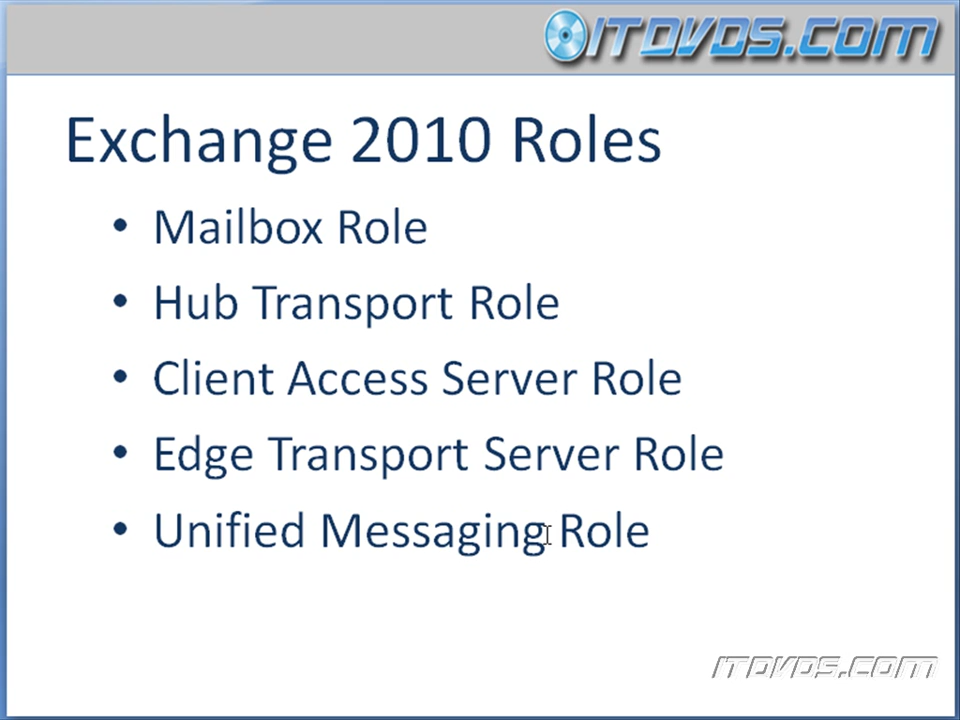 ITDVDS.COM
Exchange 2010 Roles
• Mailbox Role
• Hub Transport Role
• Client Access Server Role
• Edge Transport Server Role
• Unified Messaging Role
ITDVDS.COM